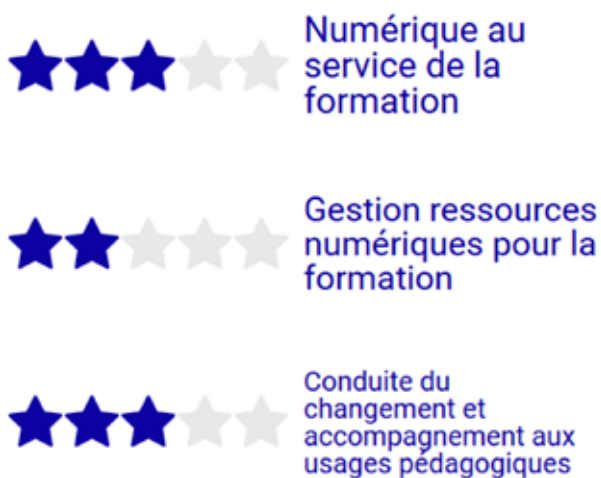 Numérique au
service de la
formation
Gestion ressources
numériques pour la
formation
Conduite du
changement et
accompagnement aux
usages pédagogiques